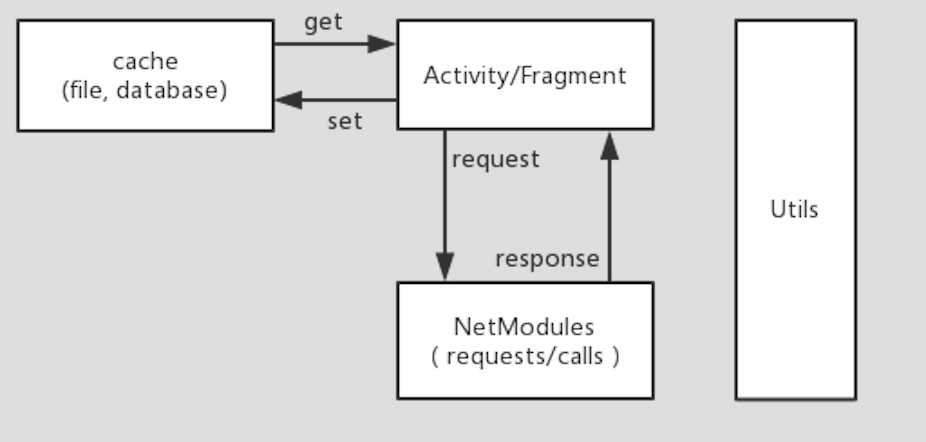 get
cache
(file, database)
Activity/Fragment
set
request
Utils
response
NetModules
( requests/calls )